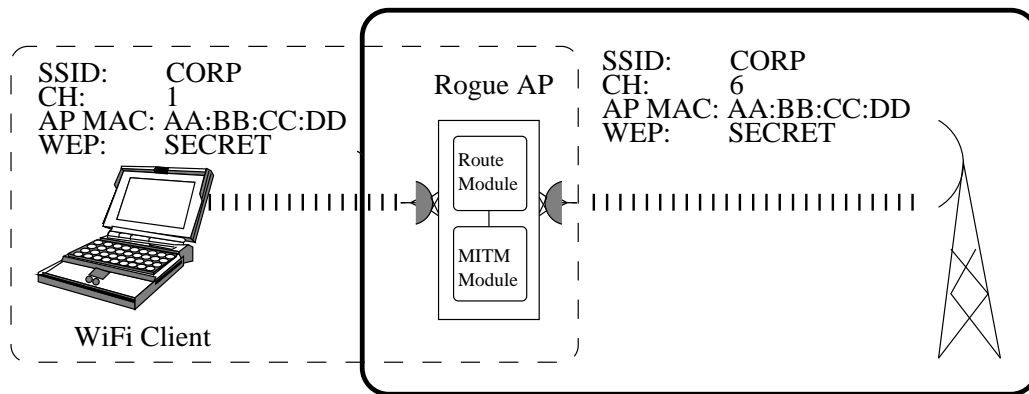 SSID: CORP
CH: 1
AP MAC: AA:BB:CC:DD
WEP: SECRET
WiFi Client
Rogue AP
Route
Module
MITM
Module
SSID: CORP
CH: 6
AP MAC: AA:BB:CC:DD
WEP: SECRET